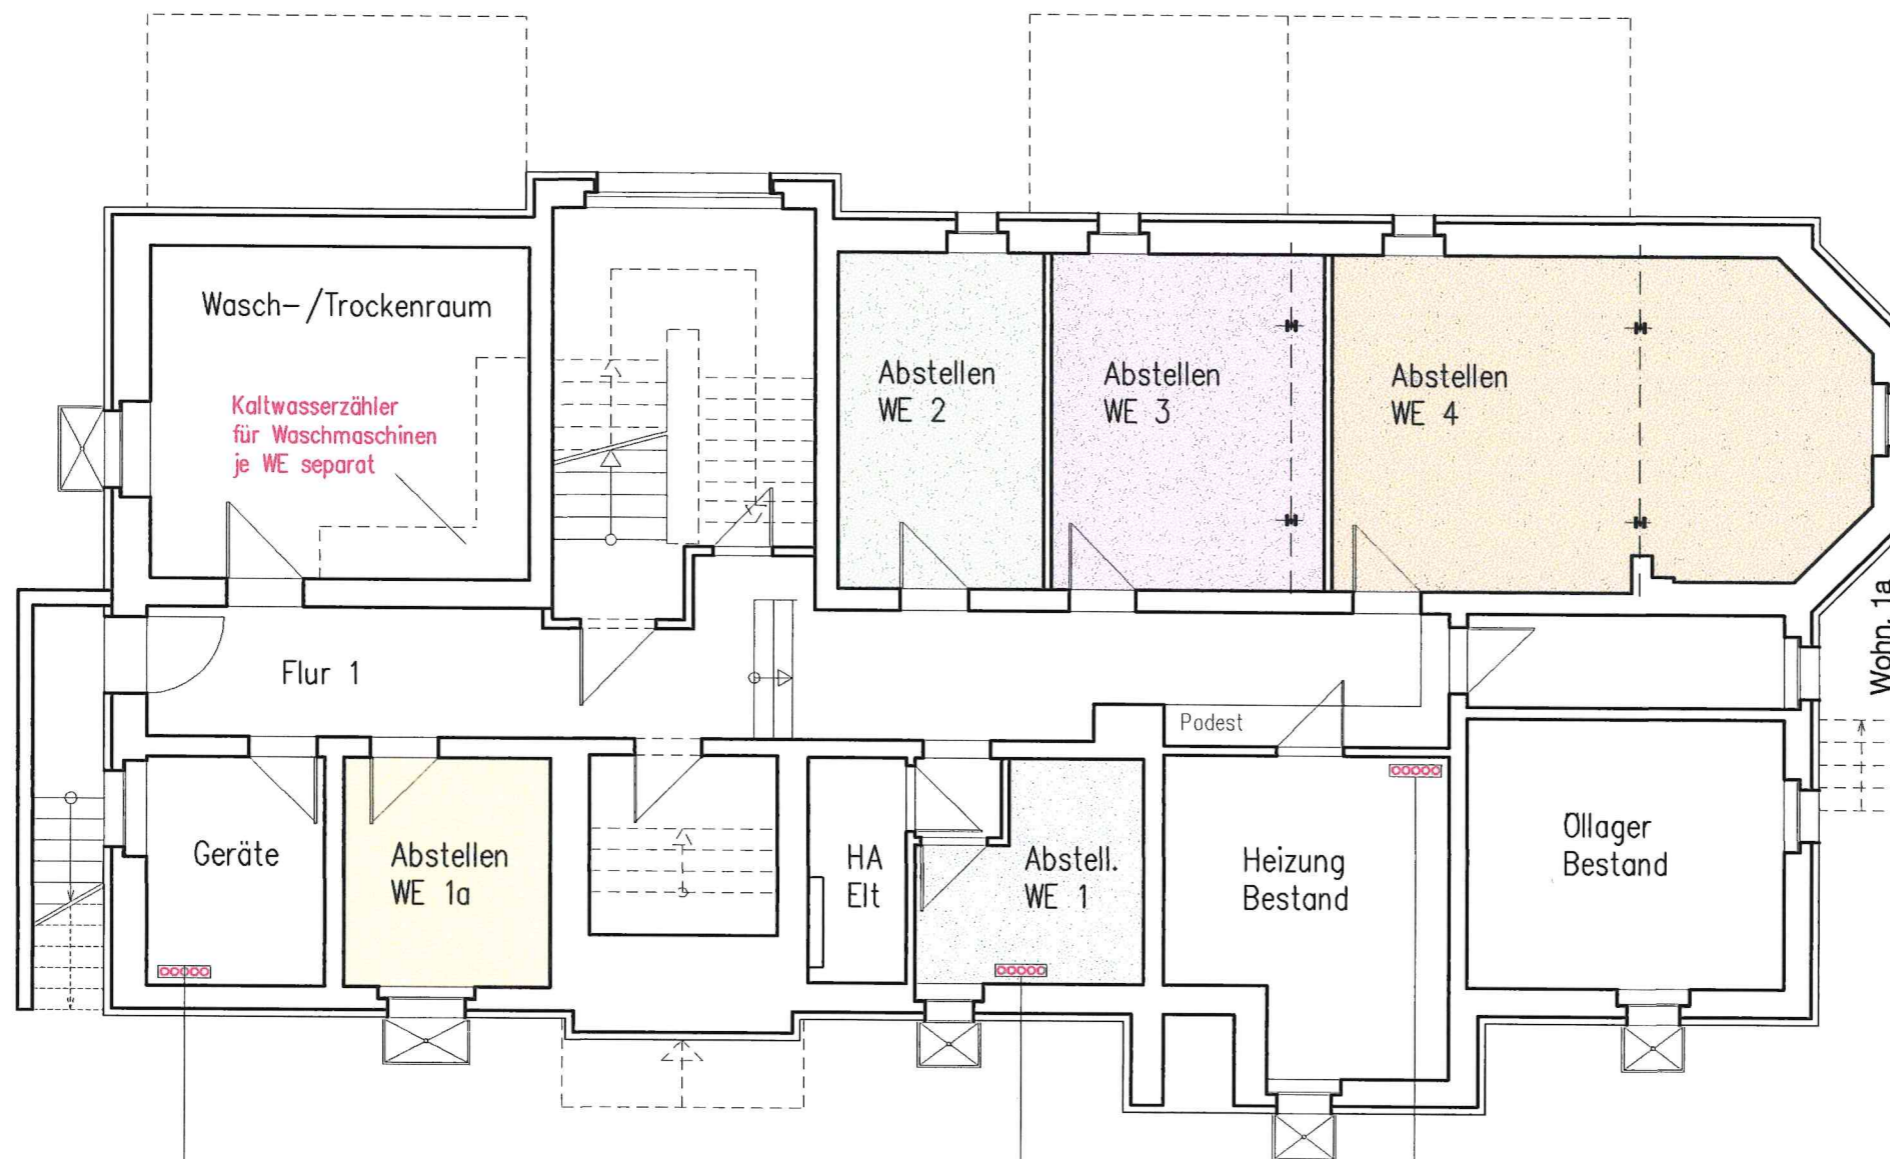 Wasch-/Trockenraum
Kaltwasserzähler
für Waschmaschinen
je WE separat
Abstellen
WE 2
Abstellen
WE 3
Abstellen
WE 4
Flur 1
Podest
Wohn. 1a
Geräte
Abstellen
WE 1a
HA
Elt
Abstell.
WE 1
Heizung
Bestand
Öllager
Bestand